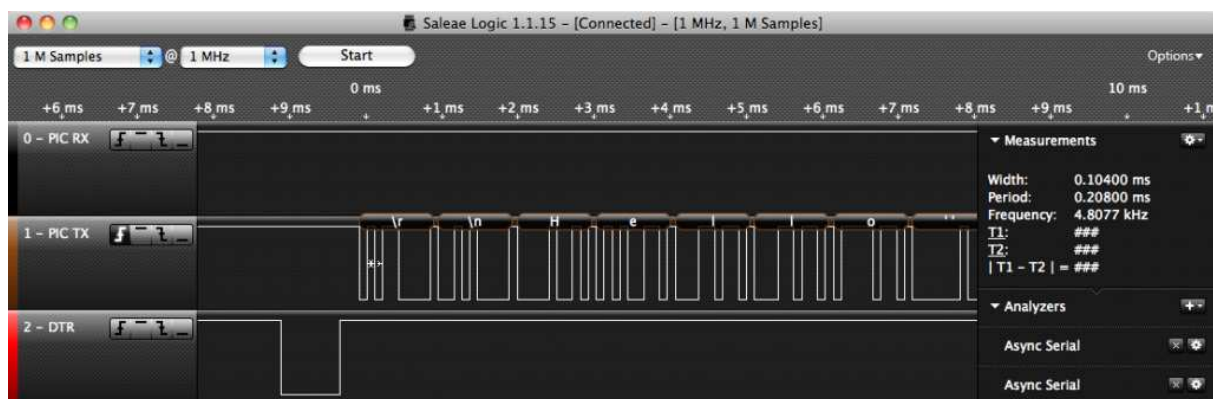 Saleae Logic 1.1.15 – [Connected] – [1 MHz, 1 M Samples]
1 M Samples @ 1 MHz Start Options
0 ms 10 ms
+6 ms +7 ms +8 ms +9 ms +1 ms +2 ms +3 ms +4 ms +5 ms +6 ms +7 ms +8 ms +9 ms
0 – PIC RX
1 – PIC TX
\r \n H e l l o
2 – DTR
Measurements
Width: 0.10400 ms
Period: 0.20800 ms
Frequency: 4.8077 kHz
T1: ###
T2: ###
| T1 – T2 | = ###
Analyzers
Async Serial
Async Serial